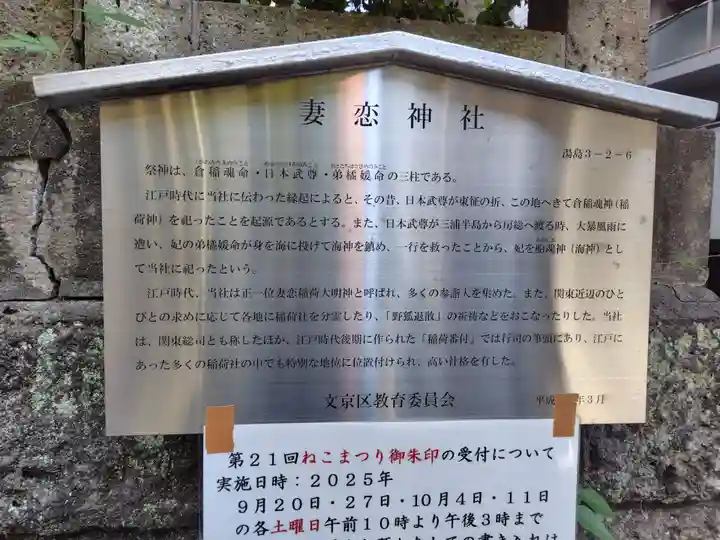 妻恋神社
湯島3-2-6
祭神は、倉稲魂命・日本武尊・弟橘媛命の三柱である。
江戸時代に当社に伝わった縁起によると、その昔、日本武尊が東征の折、この地へきて倉稲魂神(稲
荷神)を祀ったことを起源であるとする。また、日本武尊が三浦半島から房総へ渡る時、大暴風雨に
遭い、妃の弟橘媛命が身を海に投げて海神を鎮め、一行を救ったことから、妃を船魂神(海神)とし
て当社に祀ったという。
江戸時代、当社は正一位妻恋稲荷大明神と呼ばれ、多くの参詣人を集めた。また、関東近辺のひと
びとの求めに応じて各地に稲荷社を分霊したり、「野狐退散」の祈祷などをおこなったりした。当社
は、関東総司とも称したほか、江戸時代後期に作られた「稲荷番付」では行司の筆頭にあり、江戸に
あった多くの稲荷社の中でも特別な地位に位置付けられ、高い社格を有した。
文京区教育委員会
平成 年3月
第21回ねこまつり御朱印の受付について
実施日時:2025年
9月20日・27日・10月4日・11日
の各土曜日午前10時より午後3時まで